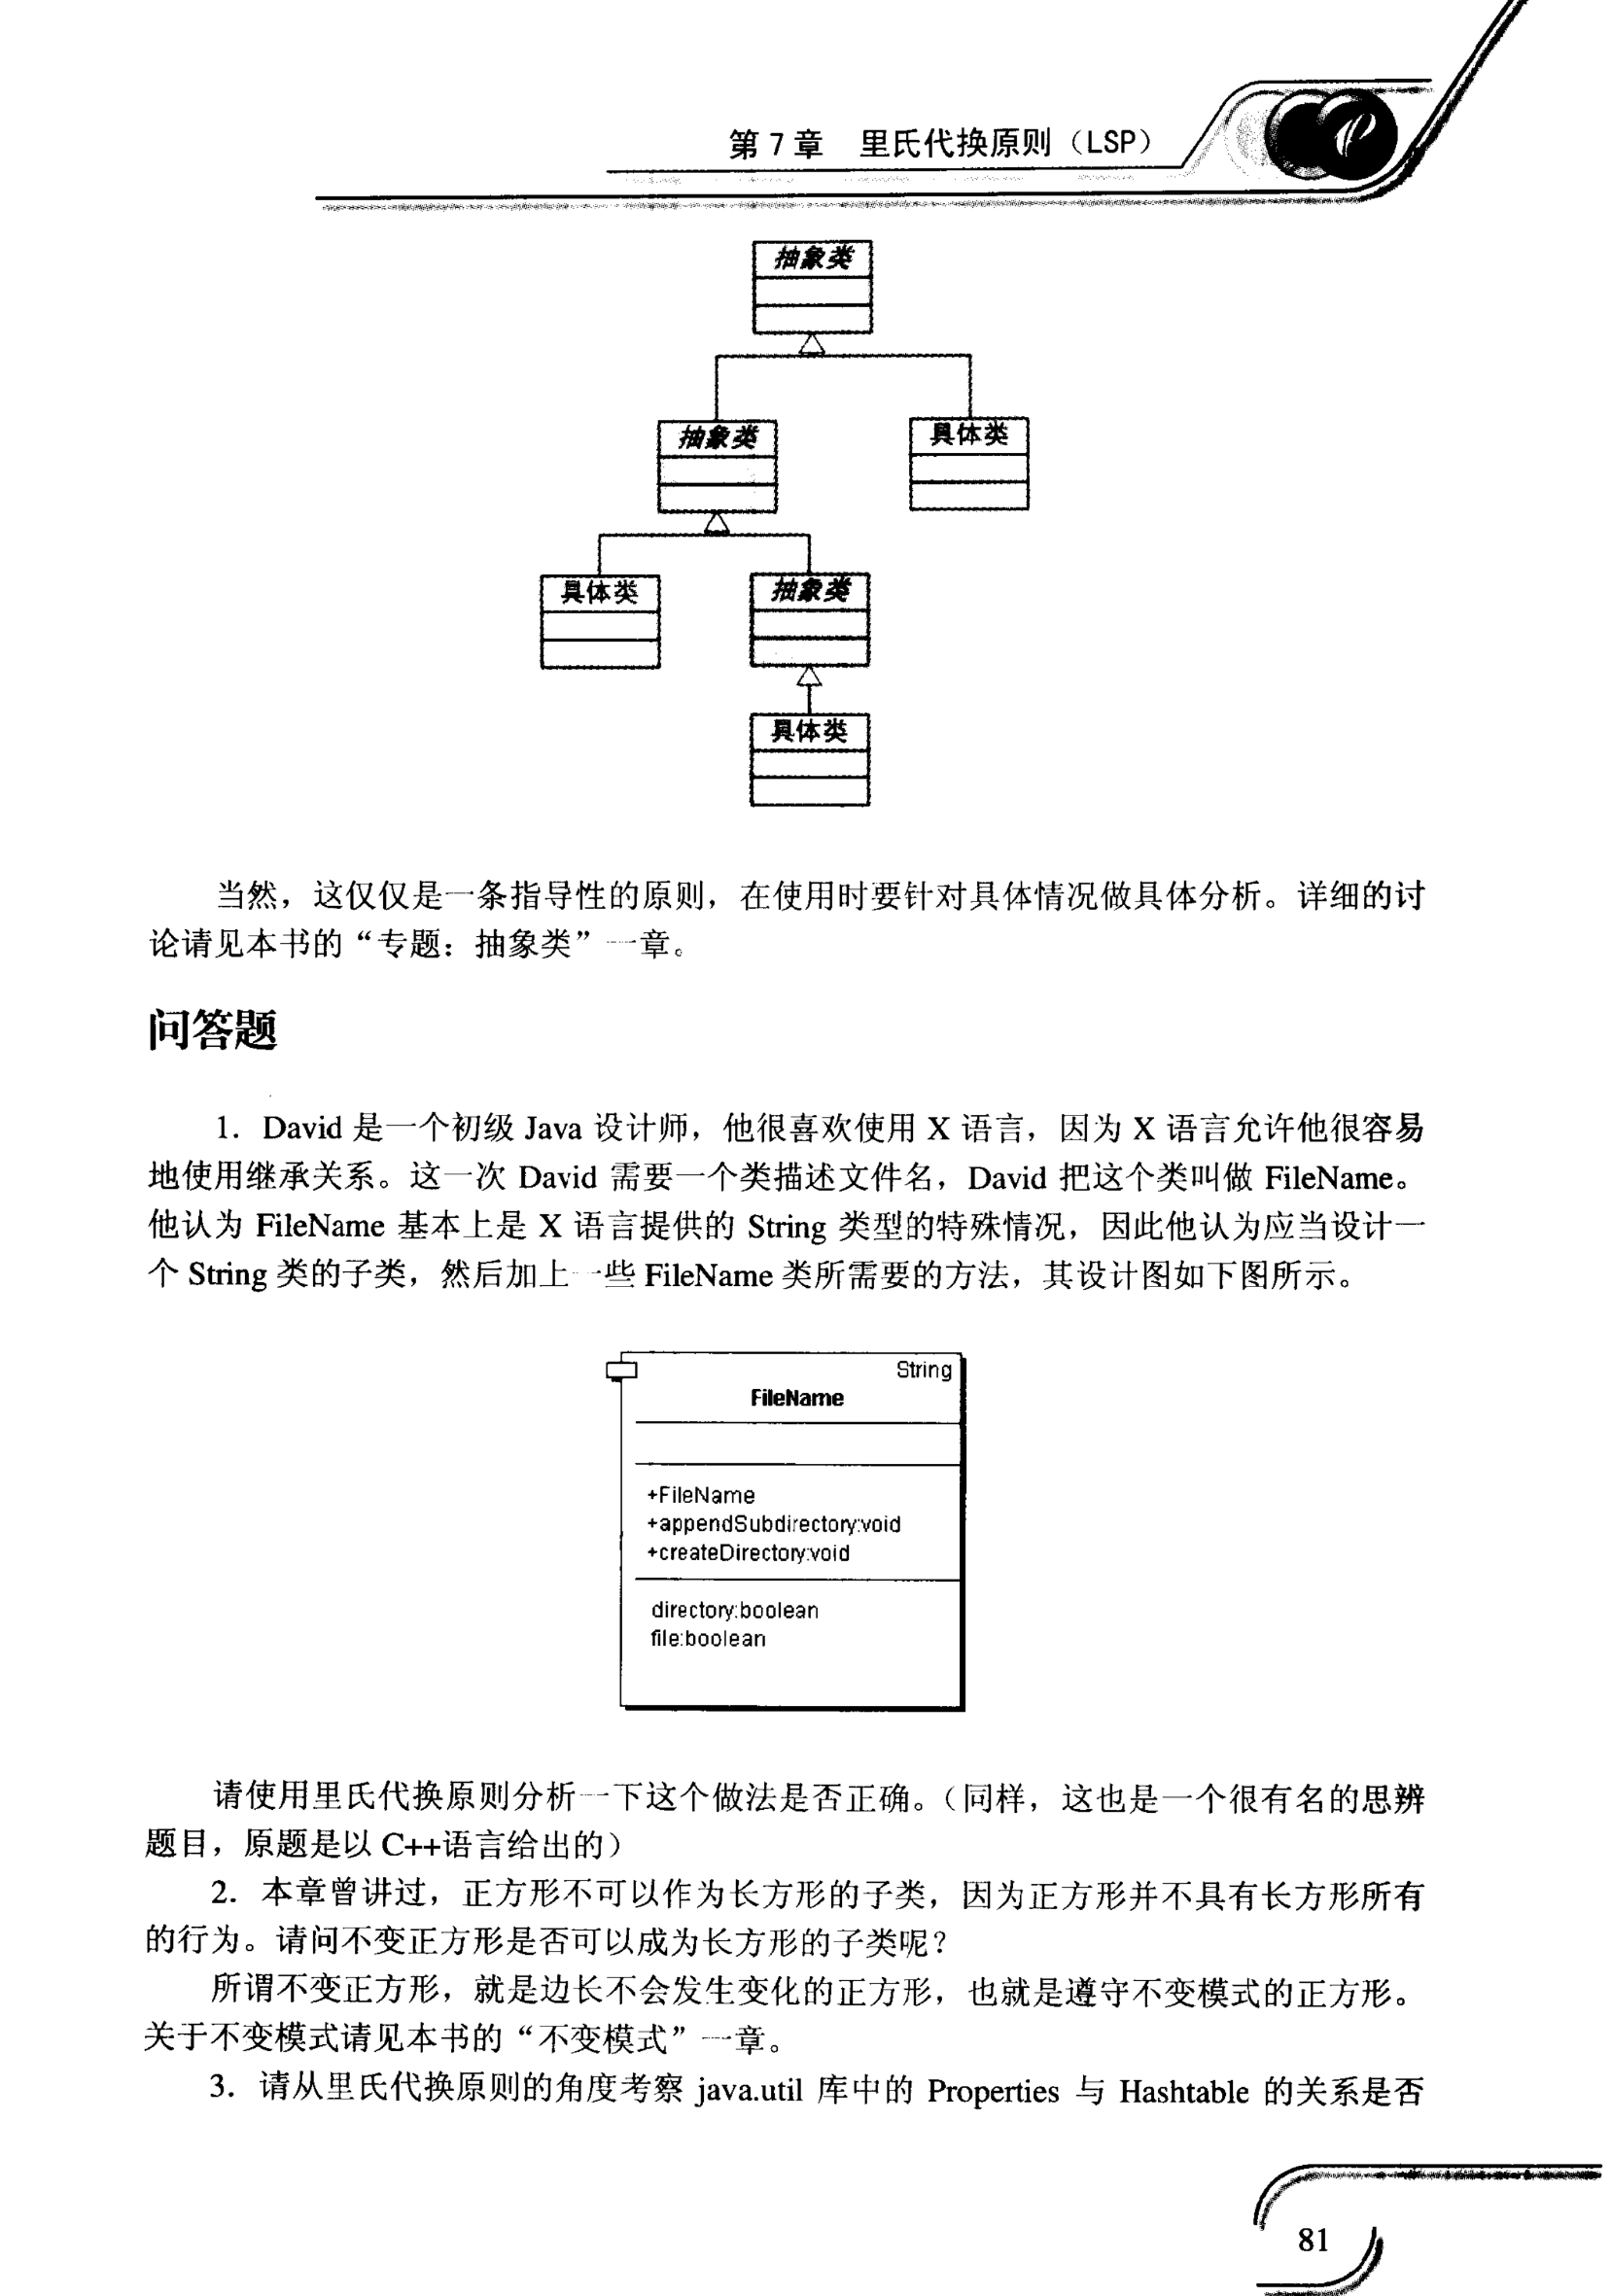 第 7 章 里氏代换原则（LSP）
抽象类
抽象类
具体类
具体类
抽象类
具体类
当然，这仅仅是一条指导性的原则，在使用时要针对具体情况做具体分析。详细的讨
论请见本书的“专题：抽象类”一章。
问答题
1．David 是一个初级 Java 设计师，他很喜欢使用 X 语言，因为 X 语言允许他很容易
地使用继承关系。这一次 David 需要一个类描述文件名，David 把这个类叫做 FileName。
他认为 FileName 基本上是 X 语言提供的 String 类型的特殊情况，因此他认为应当设计一
个 String 类的子类，然后加上一些 FileName 类所需要的方法，其设计图如下图所示。
String
FileName
+FileName
+appendSubdirectory:void
+createDirectory:void
directory:boolean
file:boolean
请使用里氏代换原则分析一下这个做法是否正确。（同样，这也是一个很有名的思辨
题目，原题是以 C++语言给出的）
2．本章曾讲过，正方形不可以作为长方形的子类，因为正方形并不具有长方形所有
的行为。请问不变正方形是否可以成为长方形的子类呢？
所谓不变正方形，就是边长不会发生变化的正方形，也就是遵守不变模式的正方形。
关于不变模式请见本书的“不变模式”一章。
3．请从里氏代换原则的角度考察 java.util 库中的 Properties 与 Hashtable 的关系是否
81